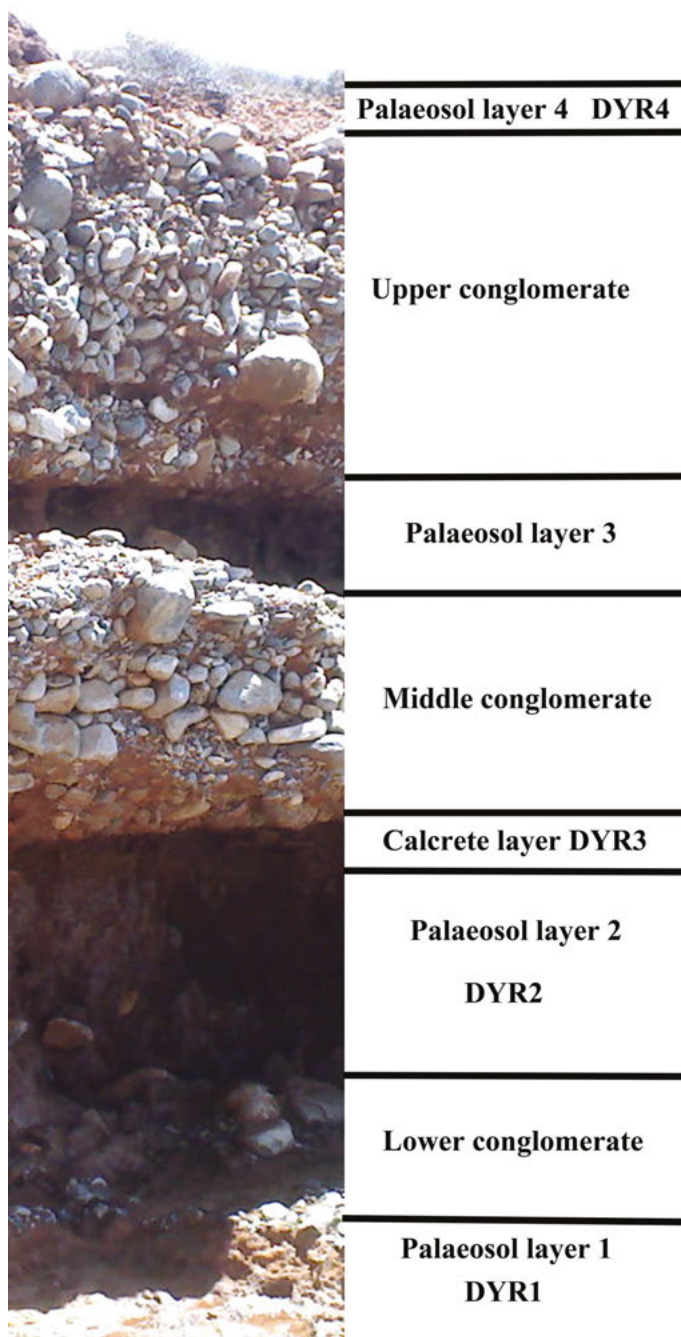 Palaeosol layer 4 DYR4
Upper conglomerate
Palaeosol layer 3
Middle conglomerate
Calcrete layer DYR3
Palaeosol layer 2
DYR2
Lower conglomerate
Palaeosol layer 1
DYR1